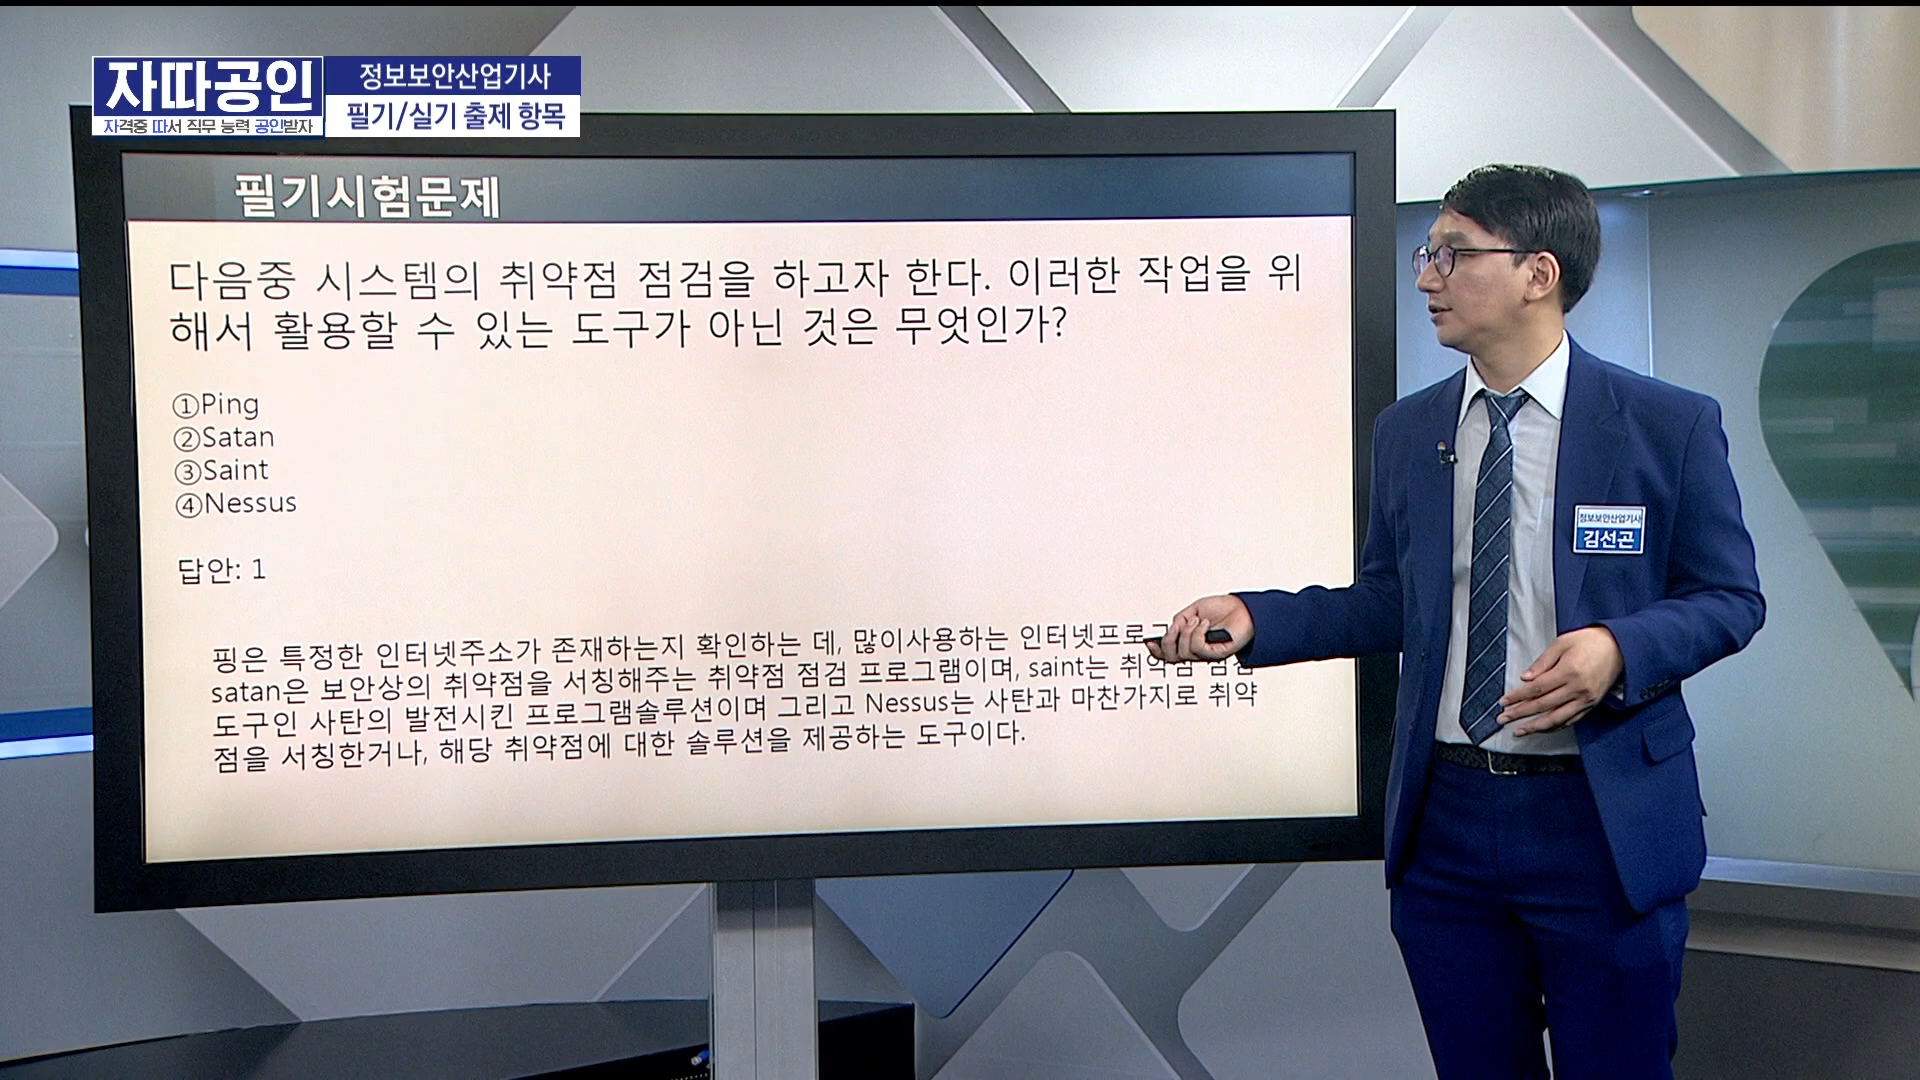 자따공인
자격증 따서 직무 능력 공인받자
정보보안산업기사
필기/실기 출제 항목
필기시험문제
다음중 시스템의 취약점 점검을 하고자 한다. 이러한 작업을 위
해서 활용할 수 있는 도구가 아닌 것은 무엇인가?
①Ping
②Satan
③Saint
④Nessus
답안: 1
핑은 특정한 인터넷주소가 존재하는지 확인하는 데, 많이사용하는
satan은 보안상의 취약점을 서칭해주는 취약점 점검 프로그램이며, saint는 취약점 점검
도구인 사탄의 발전시킨 프로그램솔루션이며 그리고 Nessus는 사탄과 마찬가지로 취약
점을 서칭한거나, 해당 취약점에 대한 솔루션을 제공하는 도구이다.
정보보안산업기사
김선곤